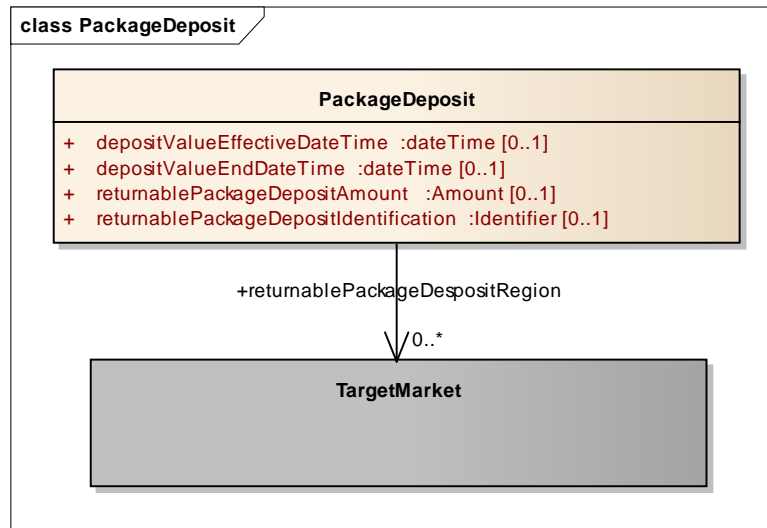 class PackageDeposit
PackageDeposit
+ depositValueEffectiveDateTime :dateTime [0..1]
+ depositValueEndDateTime :dateTime [0..1]
+ returnablePackageDepositAmount :Amount [0..1]
+ returnablePackageDepositIdentification :Identifier [0..1]
+returnablePackageDespositRegion
0..*
TargetMarket